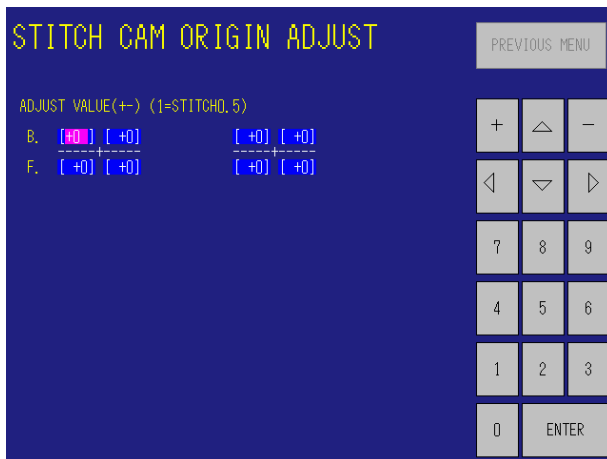 STITCH CAM ORIGIN ADJUST
PREVIOUS MENU
ADJUST VALUE(+-) (1=STITCH0.5)
B. [+0 ] [ +0] [ +0] [ +0]
-----+----- -----+-----
F. [ +0] [ +0] [ +0] [ +0]
+ △ -
◁ ▽ ▷
7 8 9
4 5 6
1 2 3
0 ENTER